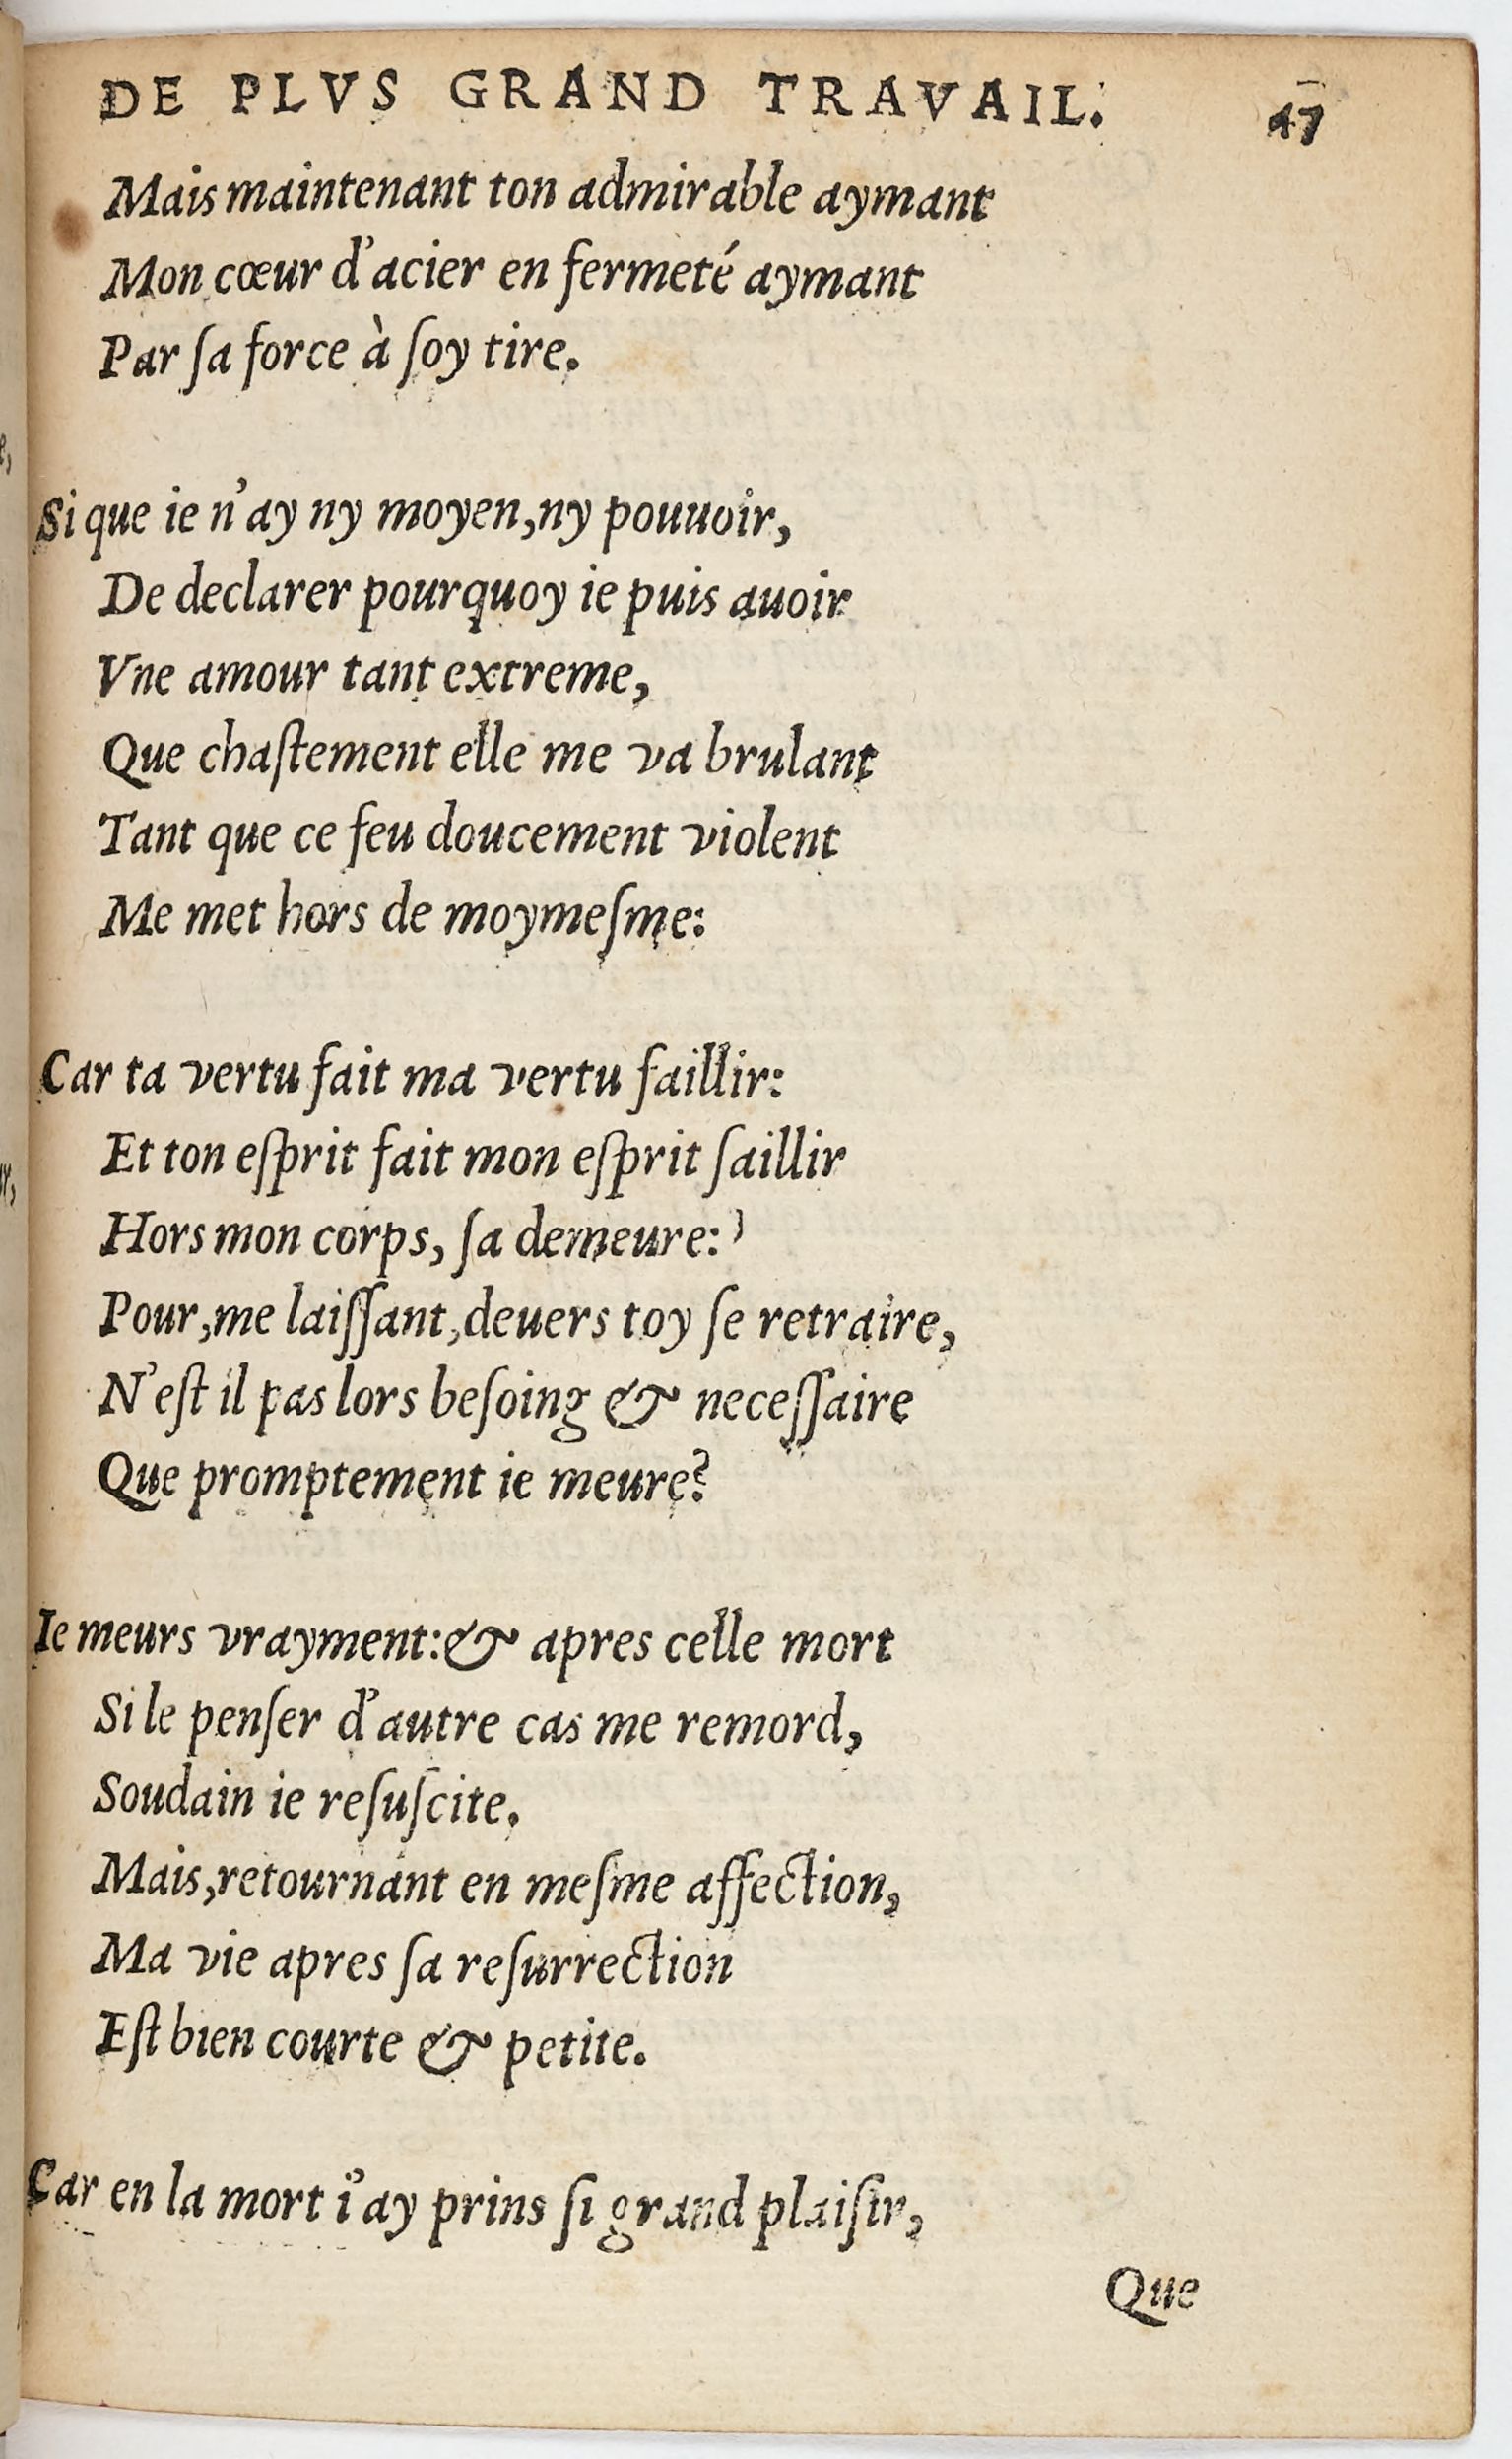 DE PLVS GRAND TRAVAIL. 47
Mais maintenant ton admirable aymant
Mon cœur d'acier en fermeté aymant
Par ſa force à ſoy tire.
Si que ie n'ay ny moyen, ny pouuoir,
De declarer pourquoy ie puis auoir
Vne amour tant extreme,
Que chaſtement elle me va brulant
Tant que ce feu doucement violent
Me met hors de moymeſme:
Car ta vertu fait ma vertu faillir:
Et ton eſprit fait mon eſprit ſaillir
Hors mon corps, ſa demeure:
Pour, me laiſſant, deuers toy ſe retraire,
N'eſt il pas lors beſoing & neceſſaire
Que promptement ie meure?
Ie meurs vrayment: & apres celle mort
Si le penſer d'autre cas me remord,
Soudain ie reſuſcite.
Mais, retournant en meſme affection,
Ma vie apres ſa reſurrection
Eſt bien courte & petite.
Car en la mort i'ay prins ſi grand plaiſir,
Que